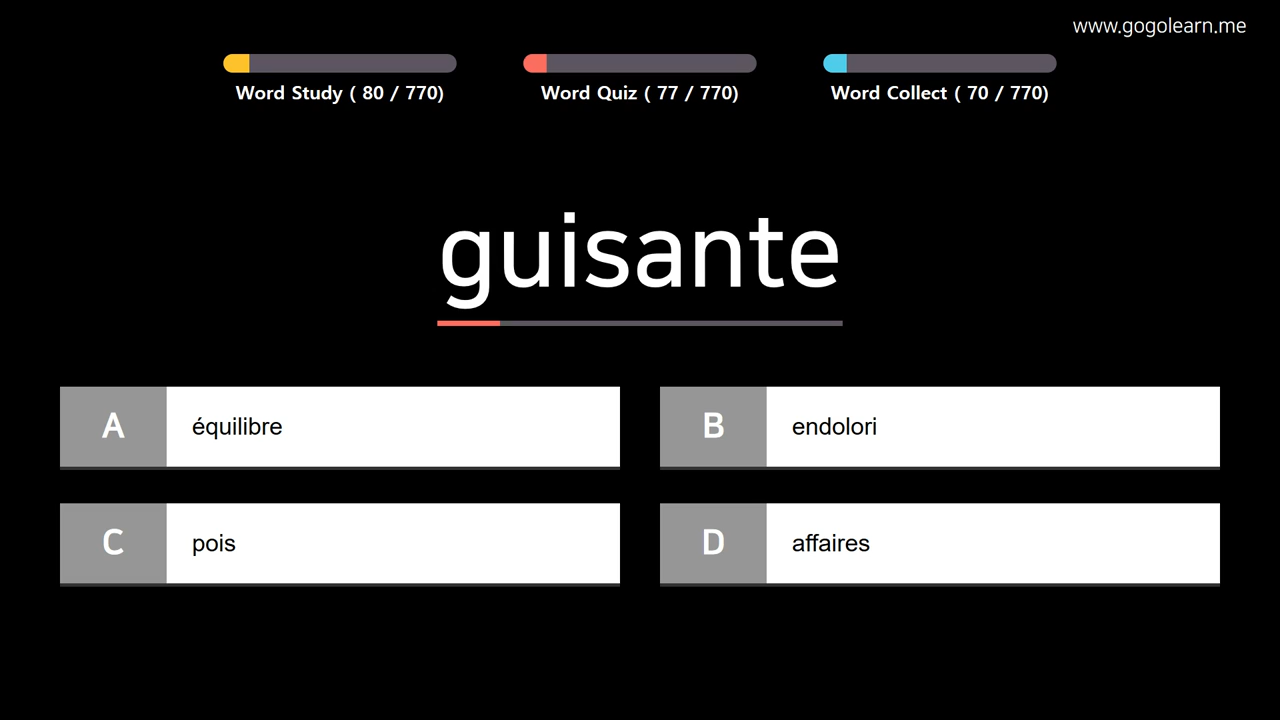 www.gogolearn.me
Word Study ( 80 / 770)
Word Quiz ( 77 / 770)
Word Collect ( 70 / 770)
guisante
A équilibre
B endolori
C pois
D affaires